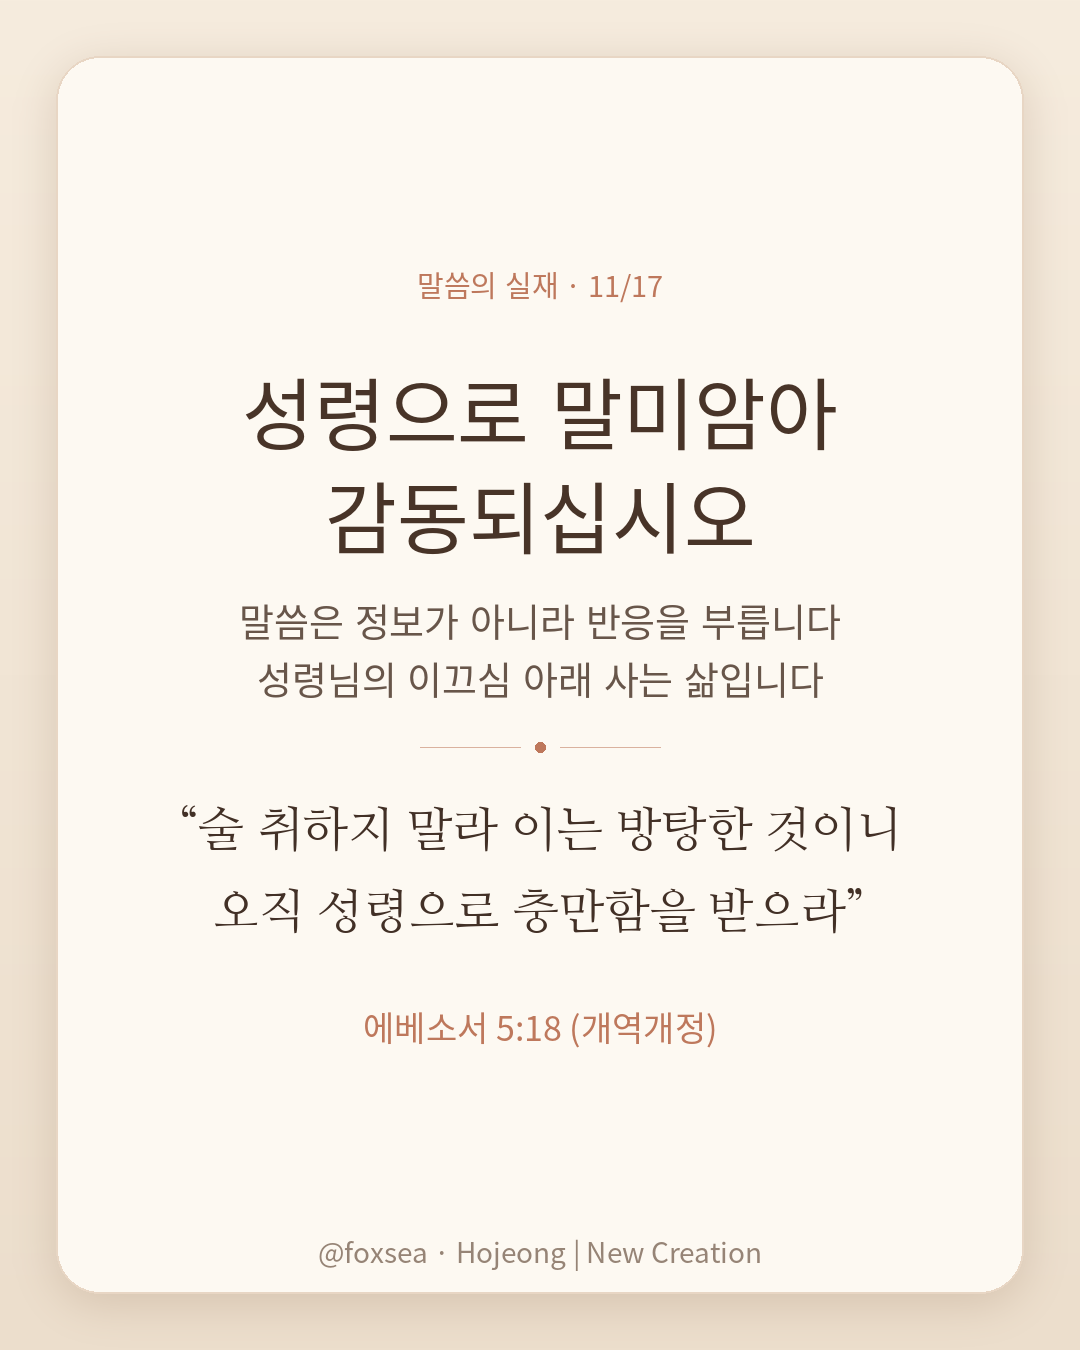 말씀의 실재 · 11/17
성령으로 말미암아
감동되십시오
말씀은 정보가 아니라 반응을 부릅니다
성령님의 이끄심 아래 사는 삶입니다
“술 취하지 말라 이는 방탕한 것이니
오직 성령으로 충만함을 받으라”
에베소서 5:18 (개역개정)
@foxsea · Hojeong | New Creation